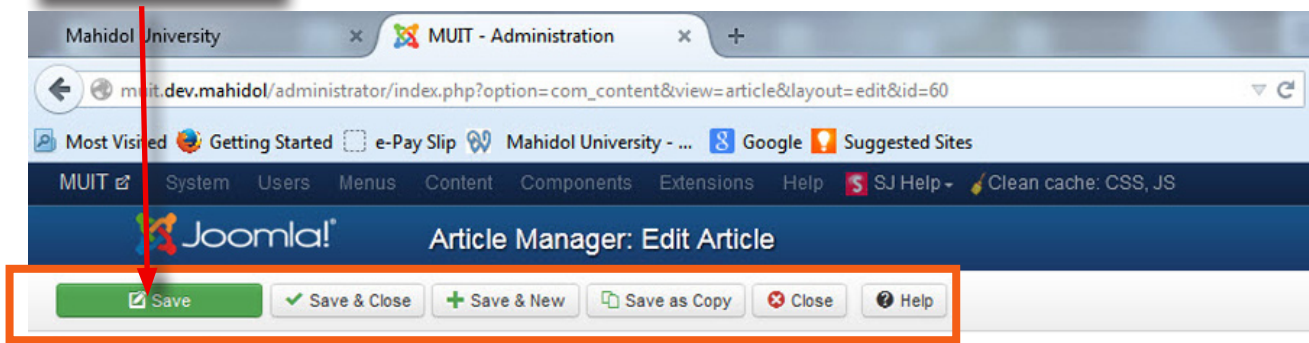 Mahidol University × MUIT - Administration × +
muit.dev.mahidol/administrator/index.php?option=com_content&view=article&layout=edit&id=60
Most Visited Getting Started e-Pay Slip Mahidol University - ... Google Suggested Sites
MUIT System Users Menus Content Components Extensions Help SJ Help Clean cache: CSS, JS
Joomla! Article Manager: Edit Article
Save Save & Close Save & New Save as Copy Close Help